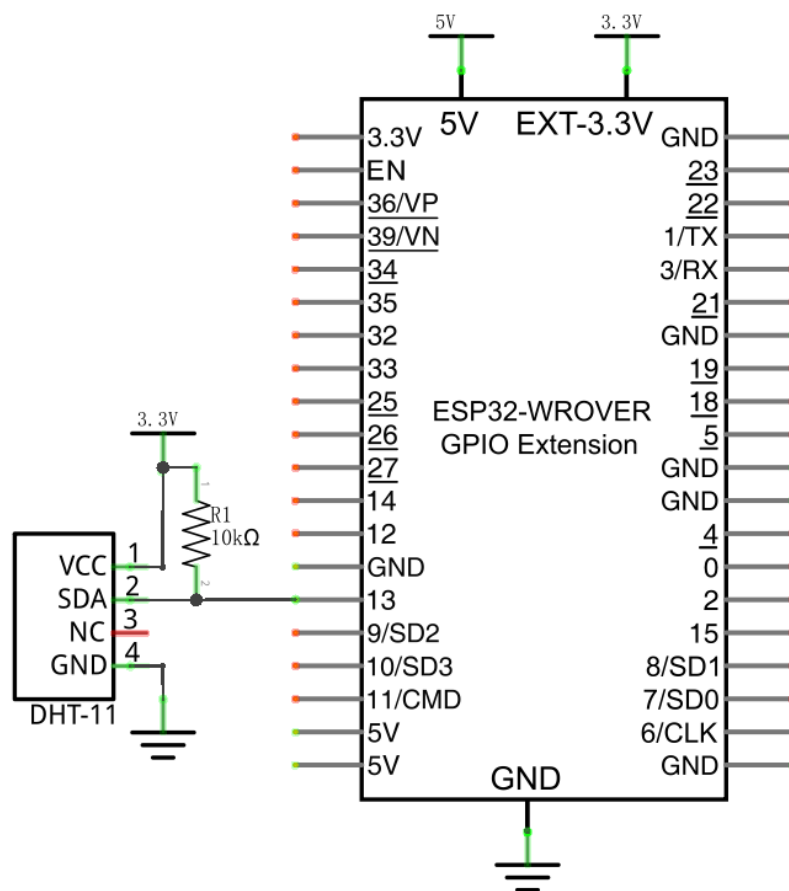 5V
3.3V
5V
EXT-3.3V
3.3V
EN
36/VP
39/VN
34
35
32
33
25
26
27
14
12
GND
13
9/SD2
10/SD3
11/CMD
5V
5V
ESP32-WROVER
GPIO Extension
GND
GND
23
22
1/TX
3/RX
21
GND
19
18
5
GND
GND
4
0
2
15
8/SD1
7/SD0
6/CLK
GND
3.3V
1
R1
10kΩ
2
VCC 1
SDA 2
NC 3
GND 4
DHT-11